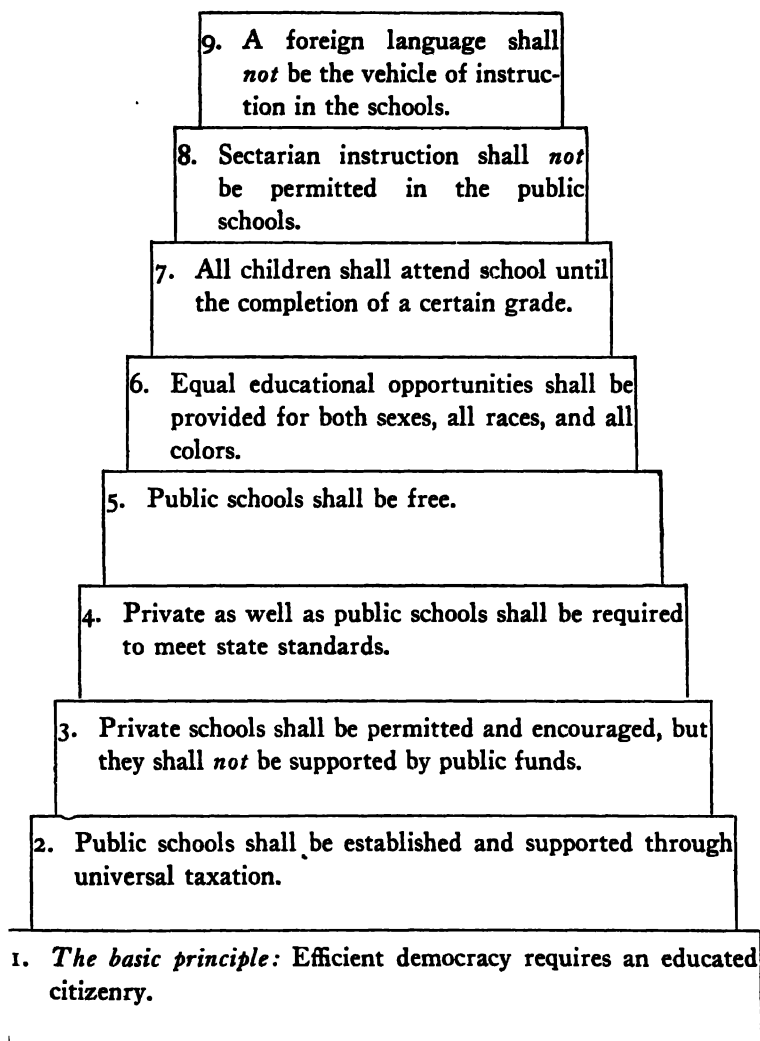 9. A foreign language shall
not be the vehicle of instruc-
tion in the schools.
8. Sectarian instruction shall not
be permitted in the public
schools.
7. All children shall attend school until
the completion of a certain grade.
6. Equal educational opportunities shall be
provided for both sexes, all races, and all
colors.
5. Public schools shall be free.
4. Private as well as public schools shall be required
to meet state standards.
3. Private schools shall be permitted and encouraged, but
they shall not be supported by public funds.
2. Public schools shall be established and supported through
universal taxation.
1. The basic principle: Efficient democracy requires an educated
citizenry.